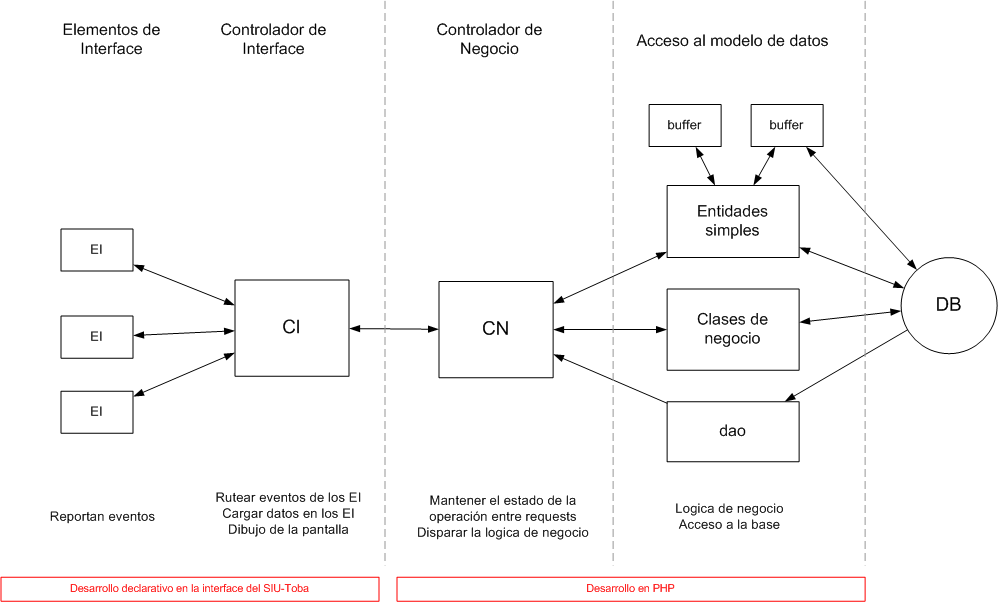 Elementos de
Interface
Controlador de
Interface
Controlador de
Negocio
Acceso al modelo de datos
buffer
buffer
Entidades
simples
EI
EI
EI
CI
CN
Clases de
negocio
dao
DB
Reportan eventos
Rutear eventos de los EI
Cargar datos en los EI
Dibujo de la pantalla
Mantener el estado de la
operación entre requests
Disparar la logica de negocio
Logica de negocio
Acceso a la base
Desarrollo declarativo en la interface del SIU-Toba
Desarrollo en PHP